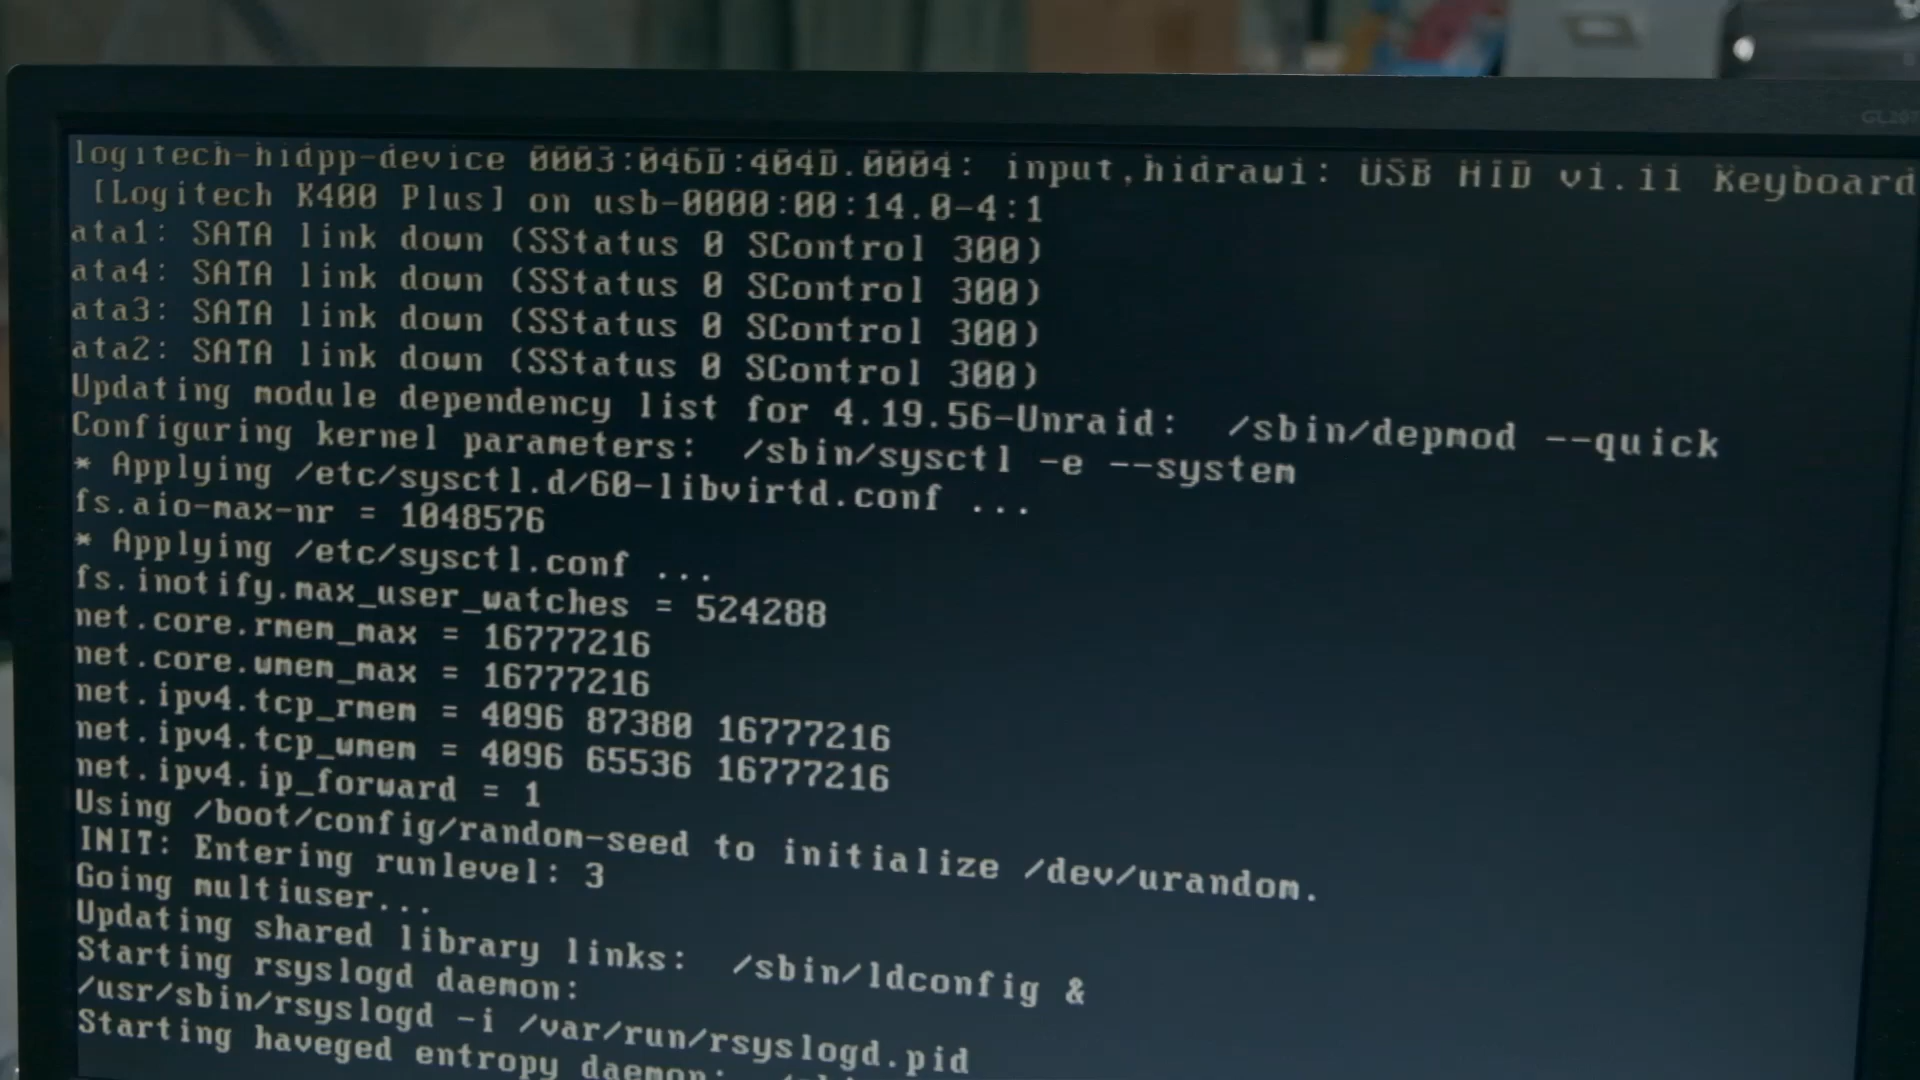 logitech-hidpp-device 0003:046D:404D.0004: input,hidraw1: USB HID v1.11 Keyboard
[Logitech K400 Plus] on usb-0000:00:14.0-4:1
ata1: SATA link down (SStatus 0 SControl 300)
ata4: SATA link down (SStatus 0 SControl 300)
ata3: SATA link down (SStatus 0 SControl 300)
ata2: SATA link down (SStatus 0 SControl 300)
Updating module dependency list for 4.19.56-Unraid:  /sbin/depmod --quick
Configuring kernel parameters:  /sbin/sysctl -e --system
* Applying /etc/sysctl.d/60-libvirtd.conf ...
fs.aio-max-nr = 1048576
* Applying /etc/sysctl.conf ...
fs.inotify.max_user_watches = 524288
net.core.rmem_max = 16777216
net.core.wmem_max = 16777216
net.ipv4.tcp_rmem = 4096 87380 16777216
net.ipv4.tcp_wmem = 4096 65536 16777216
net.ipv4.ip_forward = 1
Using /boot/config/random-seed to initialize /dev/urandom.
INIT: Entering runlevel: 3
Going multiuser...
Updating shared library links:  /sbin/ldconfig &
Starting rsyslogd daemon:
/usr/sbin/rsyslogd -i /var/run/rsyslogd.pid
Starting haveged entropy daemon: